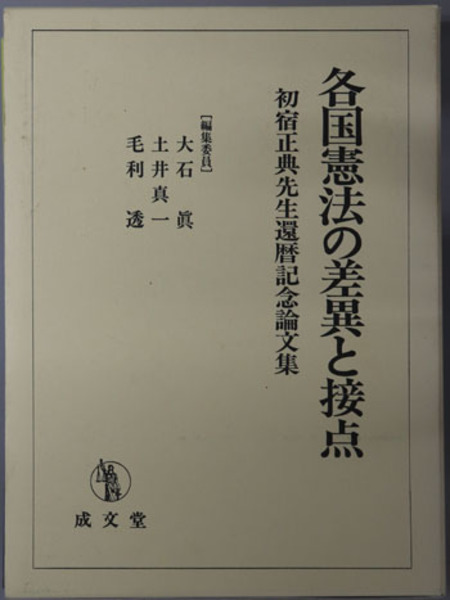 各国憲法の差異と接点
初宿正典先生還暦記念論文集
［編集委員］
大石 眞
土井真一
毛利 透
成文堂